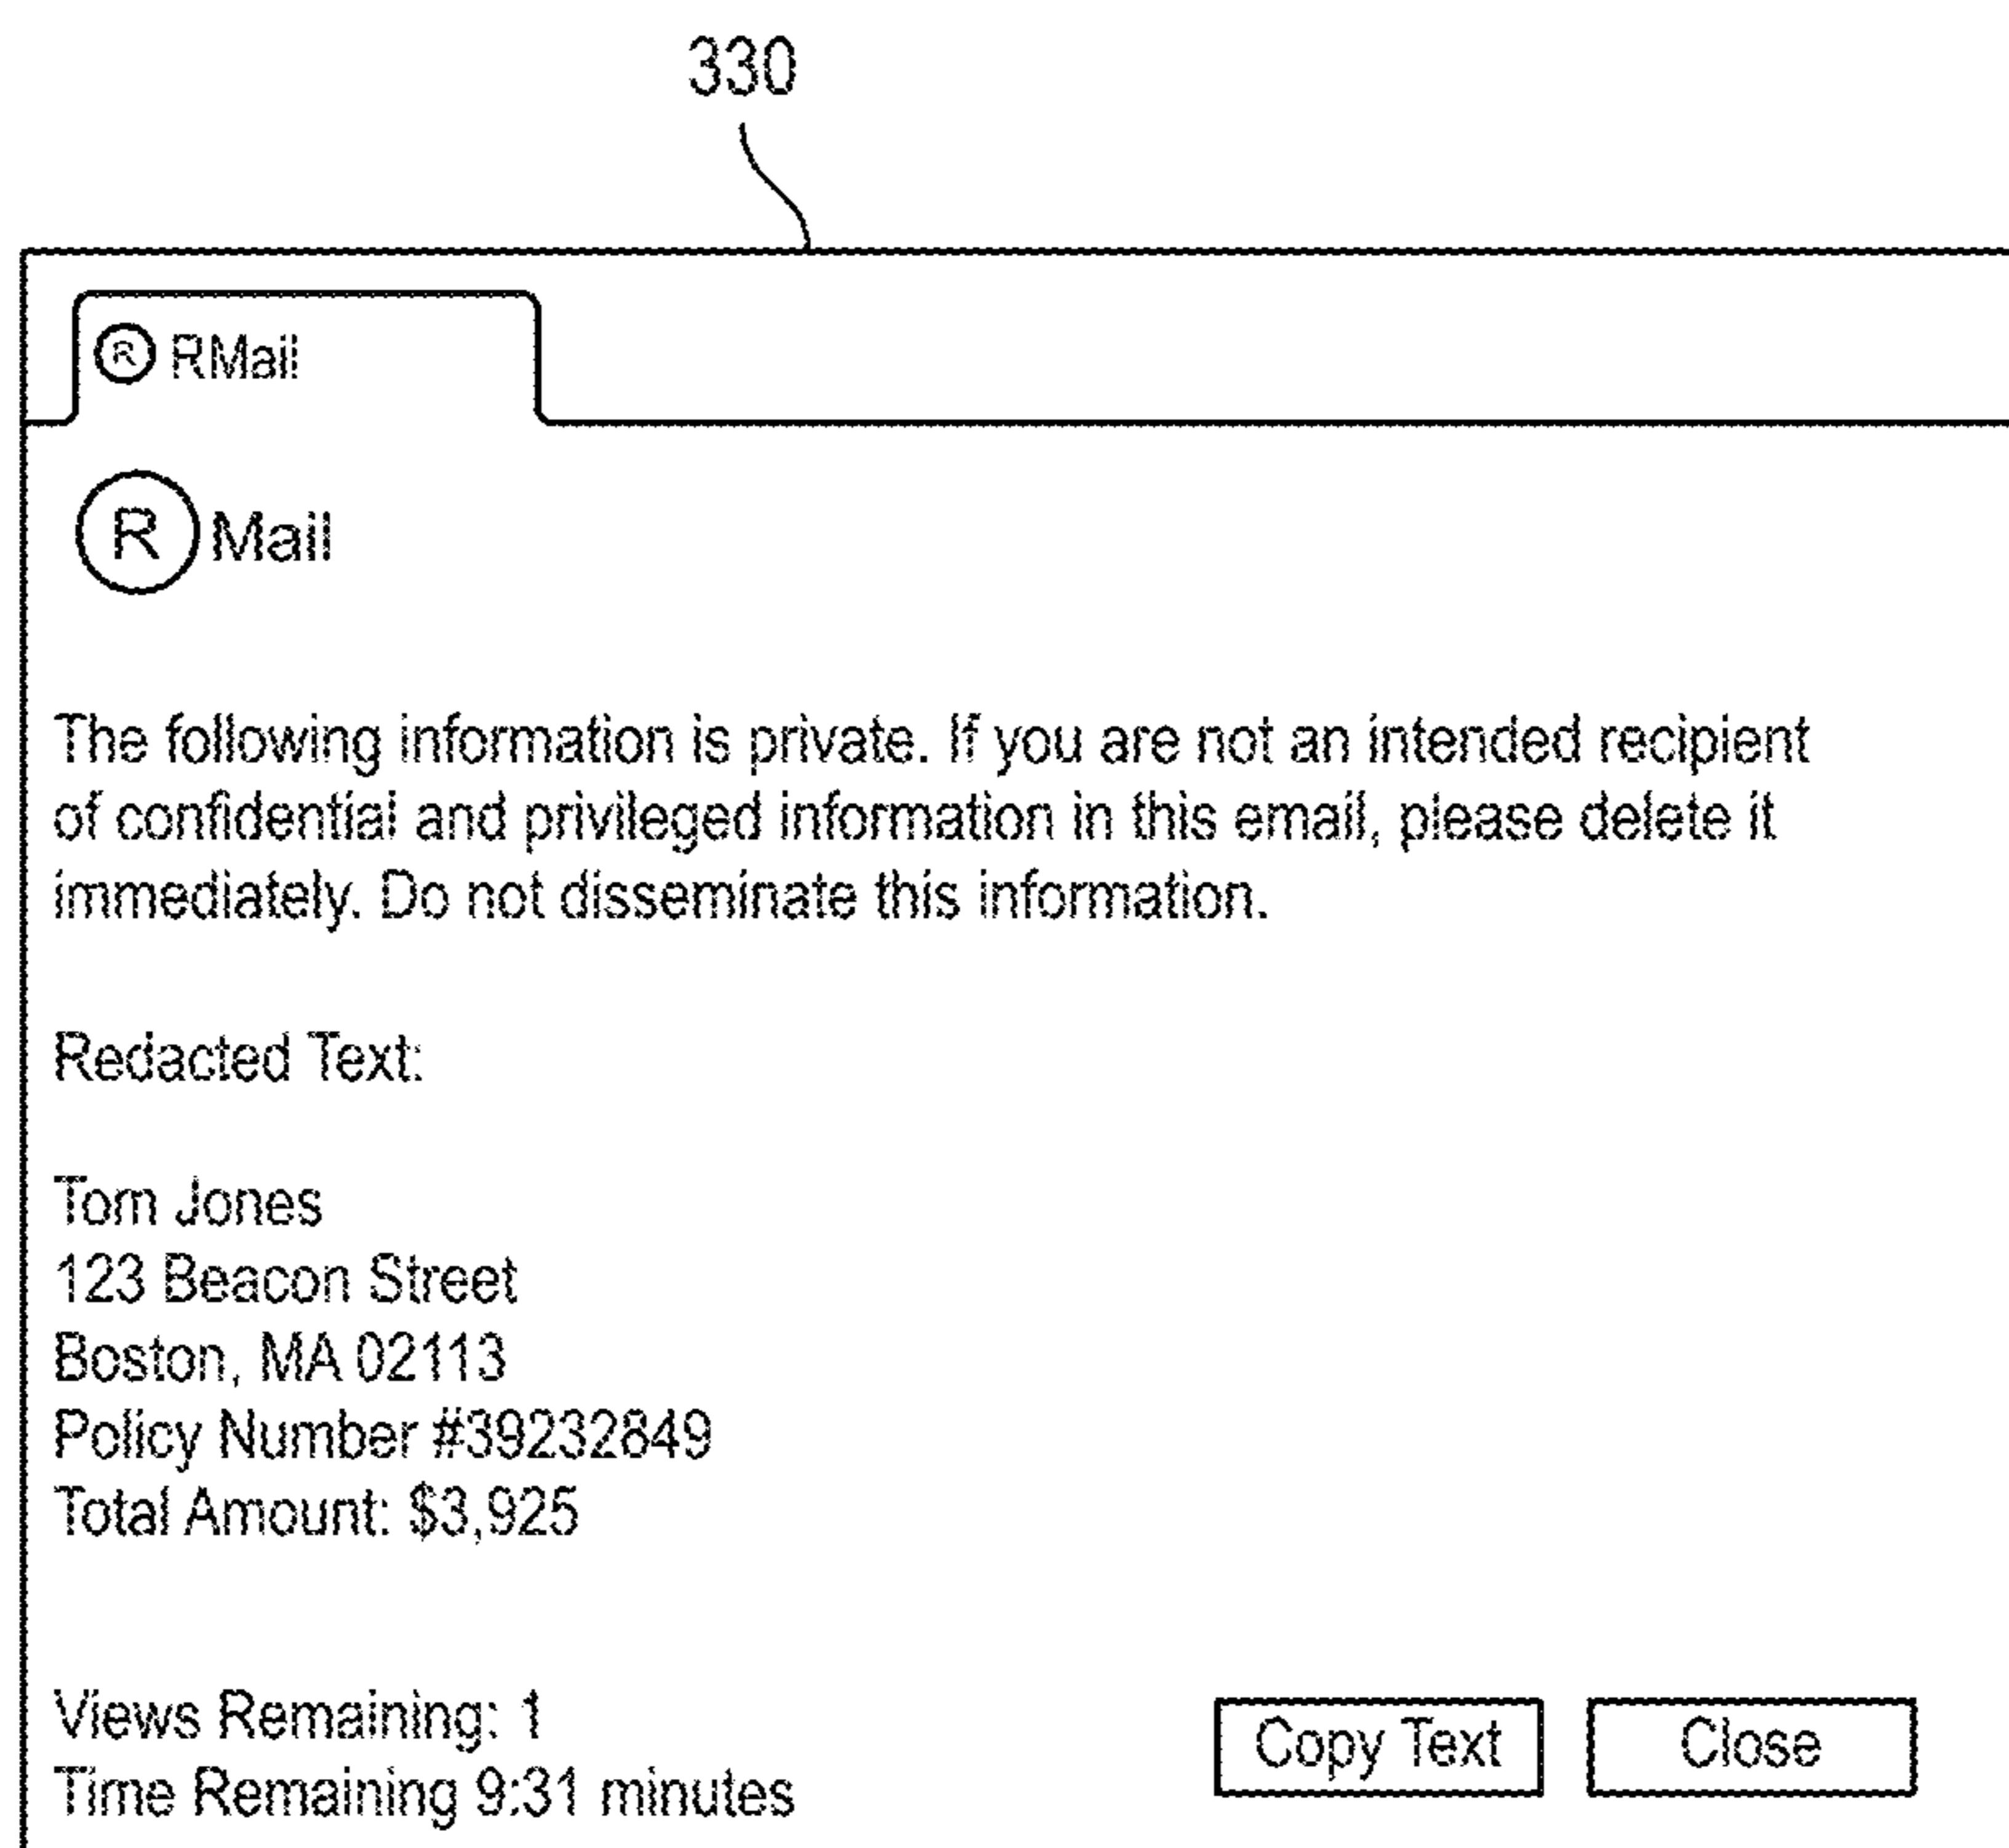 330
Ⓡ RMail
Ⓡ Mail
The following information is private. If you are not an intended recipient
of confidential and privileged information in this email, please delete it
immediately. Do not disseminate this information.
Redacted Text:
Tom Jones
123 Beacon Street
Boston, MA 02113
Policy Number #39232849
Total Amount: $3,925
Views Remaining: 1
Time Remaining 9:31 minutes
Copy Text
Close